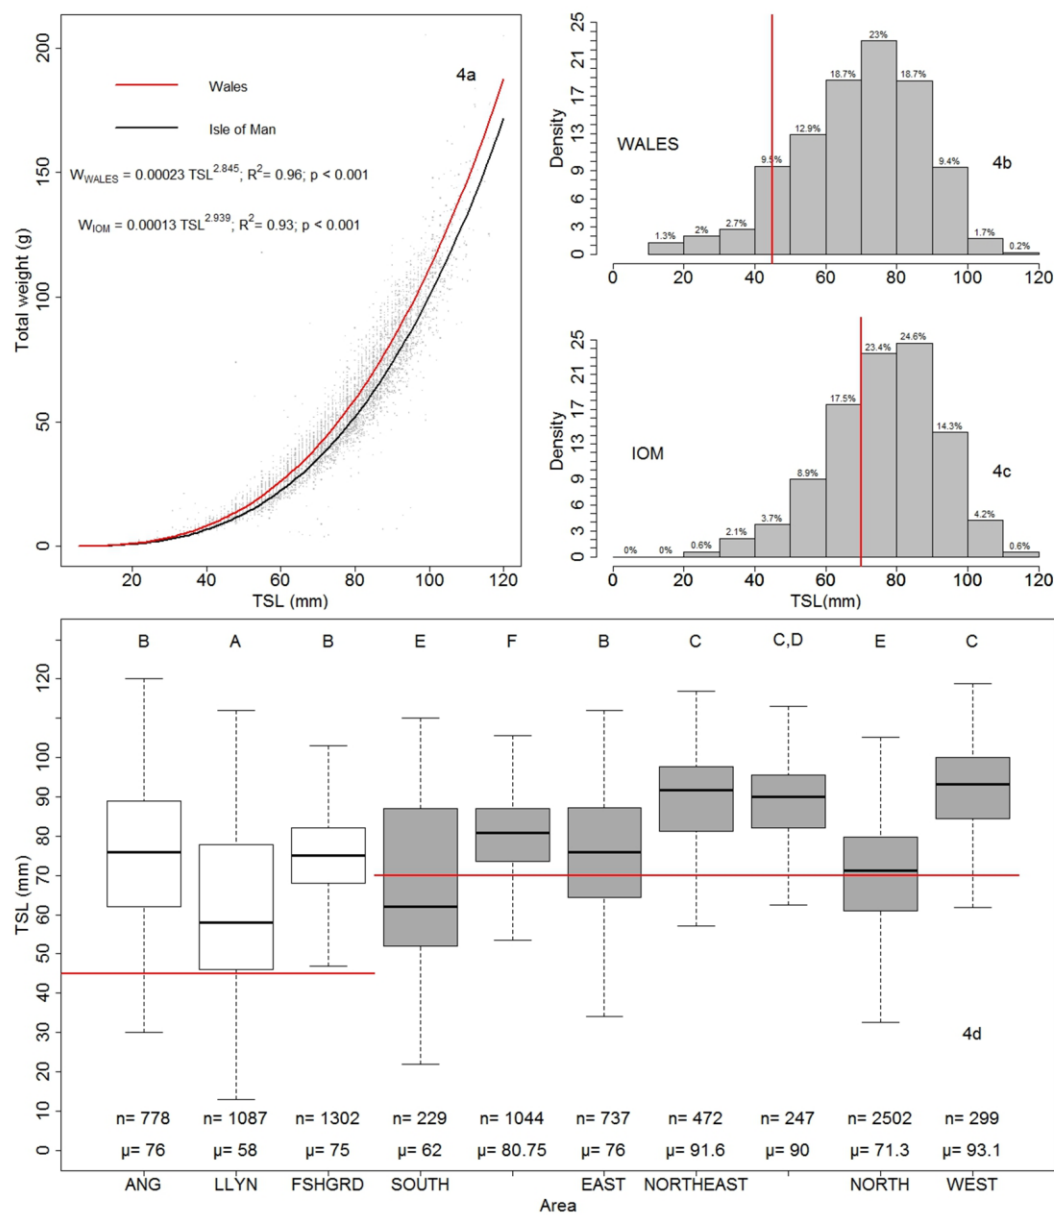 4a
Wales
Isle of Man
W_WALES = 0.00023 TSL^2.845; R^2= 0.96; p < 0.001
W_IOM = 0.00013 TSL^2.939; R^2= 0.93; p < 0.001
Total weight (g)
0 50 100 150 200
20 40 60 80 100 120
TSL (mm)
WALES
4b
Density
0 3 6 9 13 17 21 25
1.3% 2% 2.7% 9.5% 12.9% 18.7% 23% 18.7% 9.4% 1.7% 0.2%
0 20 40 60 80 100 120
IOM
4c
Density
0 3 6 9 13 17 21 25
0% 0% 0.6% 2.1% 3.7% 8.9% 17.5% 23.4% 24.6% 14.3% 4.2% 0.6%
0 20 40 60 80 100 120
TSL(mm)
B A B E F B C C,D E C
TSL (mm)
0 10 20 30 40 50 60 70 80 90 100 120
4d
n= 778 n= 1087 n= 1302 n= 229 n= 1044 n= 737 n= 472 n= 247 n= 2502 n= 299
µ= 76 µ= 58 µ= 75 µ= 62 µ= 80.75 µ= 76 µ= 91.6 µ= 90 µ= 71.3 µ= 93.1
ANG LLYN FSHGRD SOUTH EAST NORTHEAST NORTH WEST
Area